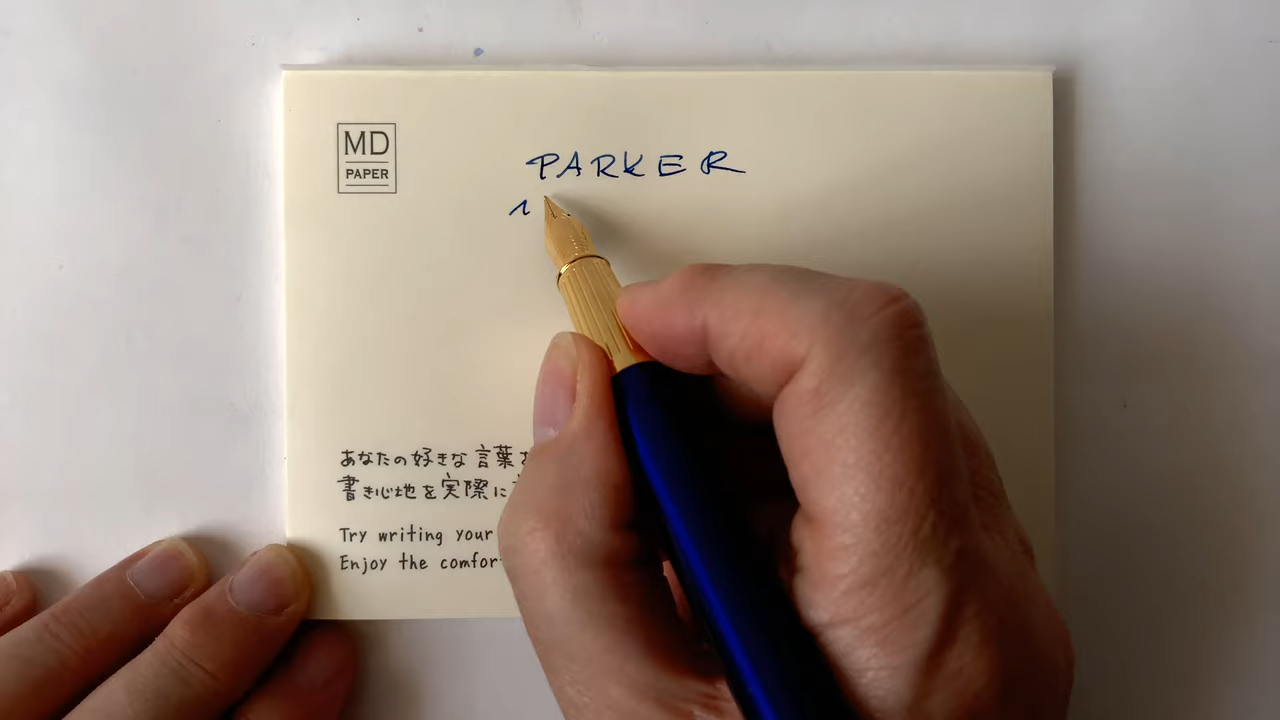 MD
PAPER
PARKER
あなたの好きな言葉
書き心地を実際に
Try writing your
Enjoy the comfor